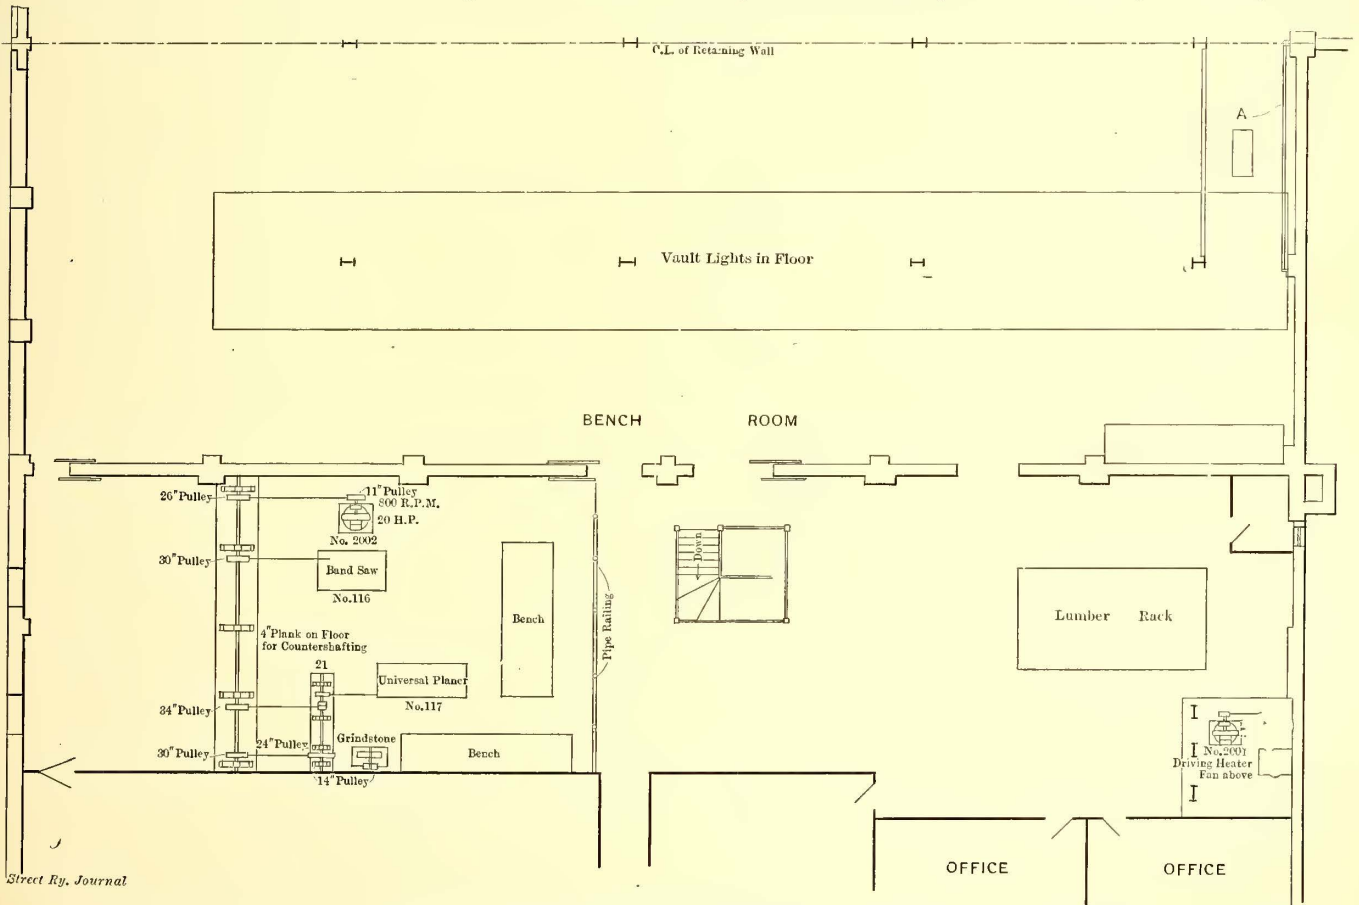 C.L. of Retaining Wall
A
Vault Lights in Floor
BENCH ROOM
26"Pulley
11"Pulley
800 R.P.M.
20 H.P.
No. 2002
30"Pulley
Band Saw
No.116
Down
Bench
Pipe Railing
Lumber Rack
4"Plank on Floor
for Countershafting
21
Universal Planer
No.117
34"Pulley
24"Pulley
Grindstone
30"Pulley
Bench
14"Pulley
No.2001
Driving Heater
Fan above
OFFICE
OFFICE
Street Ry. Journal